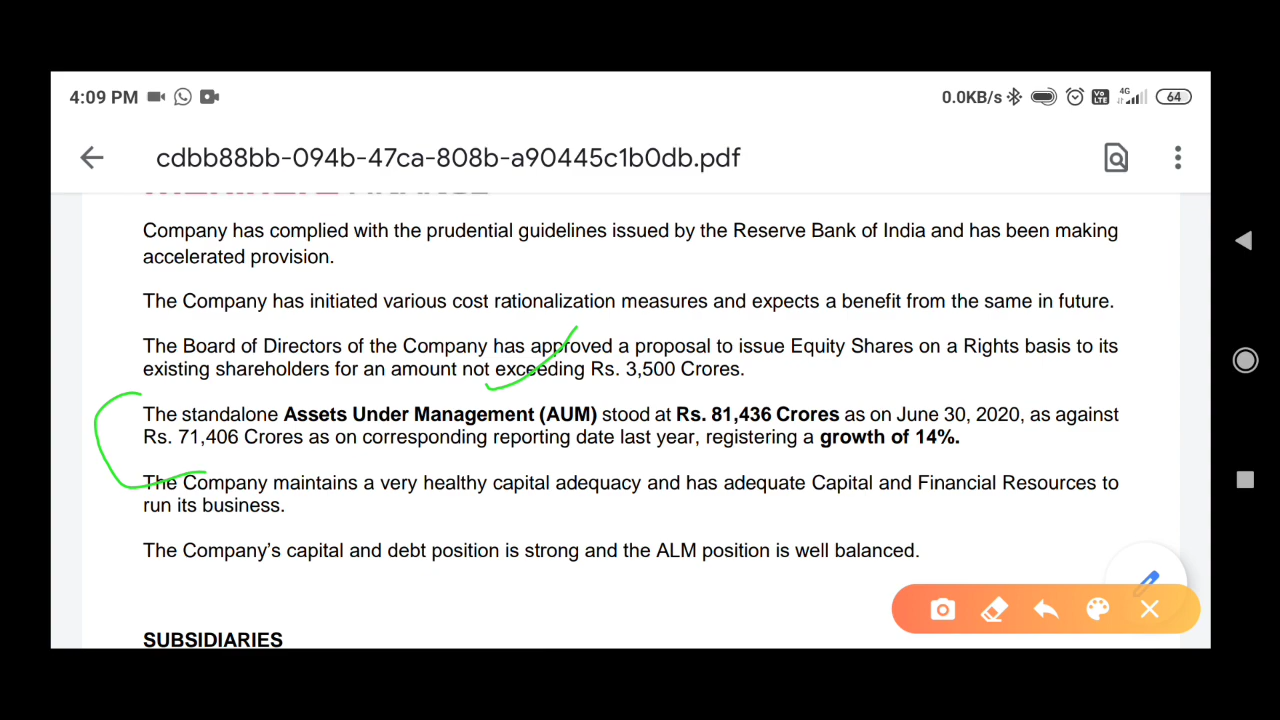 4:09 PM
0.0KB/s
Vo LTE
4G
64
cdbb88bb-094b-47ca-808b-a90445c1b0db.pdf
Company has complied with the prudential guidelines issued by the Reserve Bank of India and has been making
accelerated provision.
The Company has initiated various cost rationalization measures and expects a benefit from the same in future.
The Board of Directors of the Company has approved a proposal to issue Equity Shares on a Rights basis to its
existing shareholders for an amount not exceeding Rs. 3,500 Crores.
The standalone Assets Under Management (AUM) stood at Rs. 81,436 Crores as on June 30, 2020, as against
Rs. 71,406 Crores as on corresponding reporting date last year, registering a growth of 14%.
The Company maintains a very healthy capital adequacy and has adequate Capital and Financial Resources to
run its business.
The Company’s capital and debt position is strong and the ALM position is well balanced.
SUBSIDIARIES